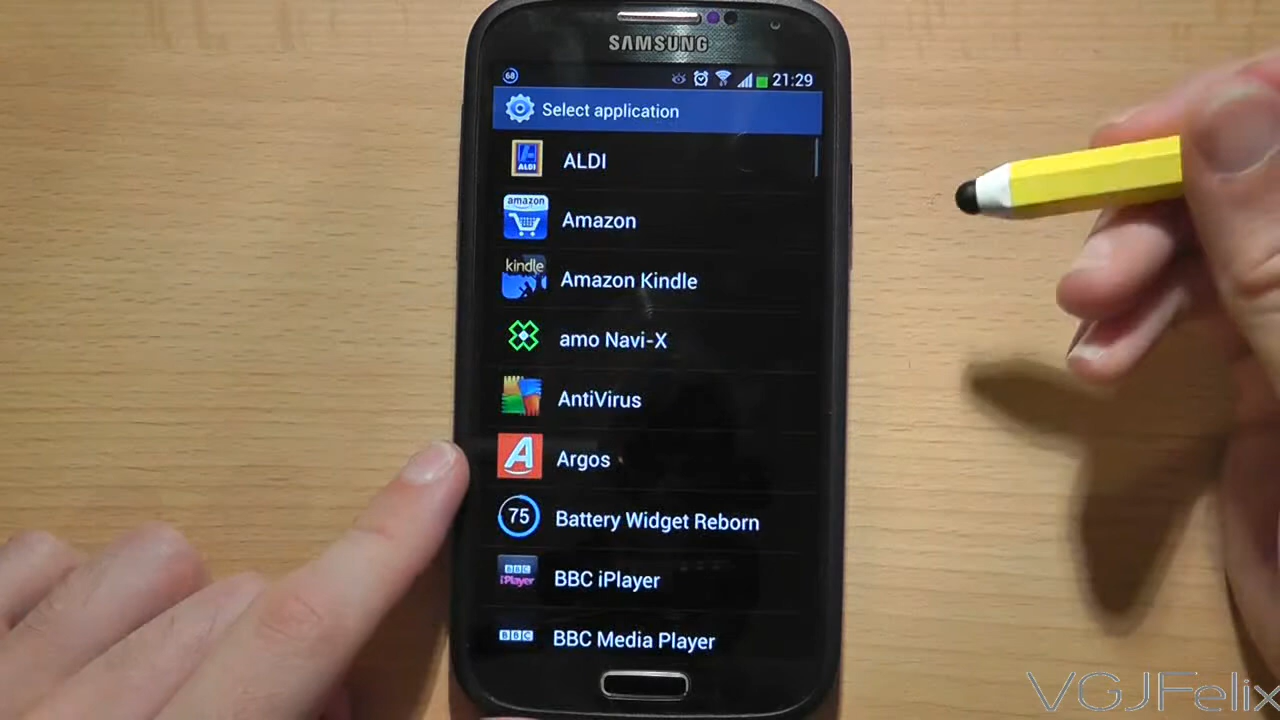 SAMSUNG
68
21:29
Select application
ALDI
ALDI
amazon
Amazon
kindle
Amazon Kindle
amo Navi-X
AntiVirus
A
Argos
75
Battery Widget Reborn
BBC
iPlayer
BBC iPlayer
BBC
BBC Media Player
VGJFelix